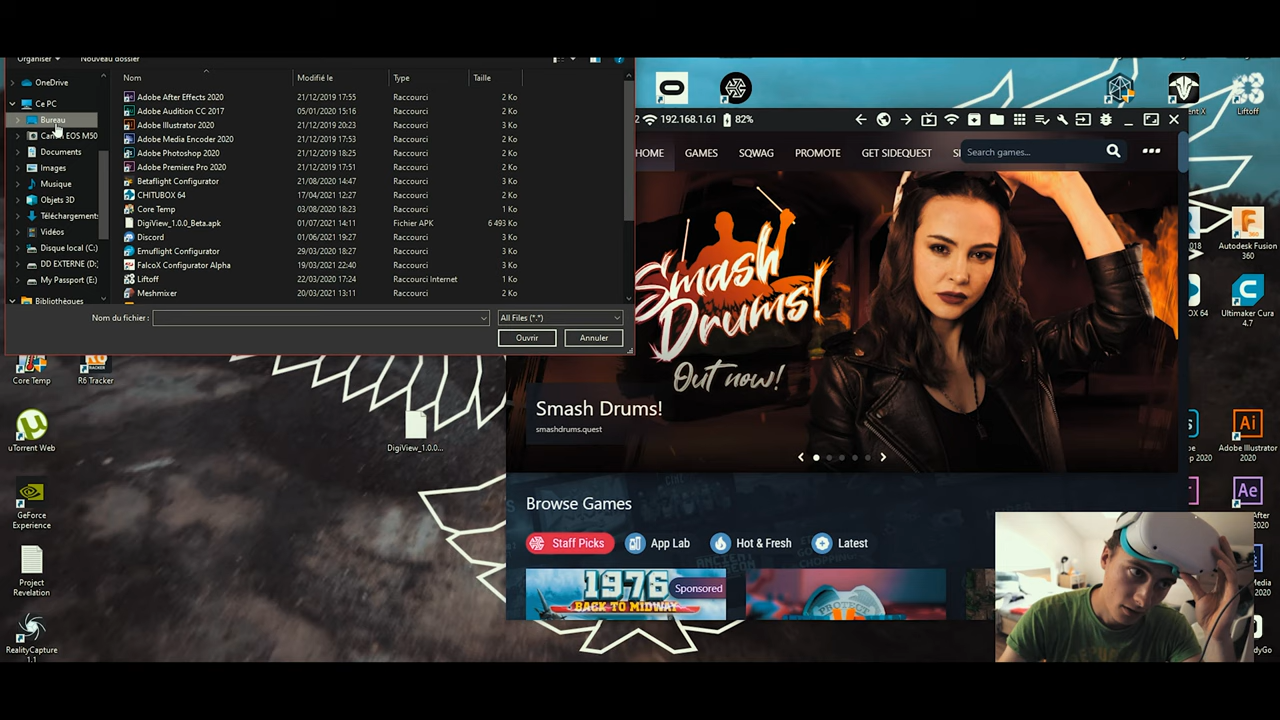 Organiser
Nouveau dossier
OneDrive
Ce PC
Bureau
Canon EOS M50
Documents
Images
Musique
Objets 3D
Téléchargements
Vidéos
Disque local (C:)
DD EXTERNE (D:)
My Passport (E:)
Bibliothèques
Nom Modifié le Type Taille
Adobe After Effects 2020 21/12/2019 17:55 Raccourci 2 Ko
Adobe Audition CC 2017 05/01/2020 15:16 Raccourci 2 Ko
Adobe Illustrator 2020 21/12/2019 20:23 Raccourci 2 Ko
Adobe Media Encoder 2020 21/12/2019 17:53 Raccourci 2 Ko
Adobe Photoshop 2020 21/12/2019 18:25 Raccourci 2 Ko
Adobe Premiere Pro 2020 21/12/2019 17:51 Raccourci 2 Ko
Betaflight Configurator 21/08/2020 14:47 Raccourci 3 Ko
CHITUBOX 64 17/04/2021 12:27 Raccourci 2 Ko
Core Temp 03/08/2020 18:23 Raccourci 1 Ko
DigiView_1.0.0_Beta.apk 01/07/2021 14:11 Fichier APK 6 493 Ko
Discord 01/06/2021 19:27 Raccourci 3 Ko
Emuflight Configurator 29/03/2020 18:27 Raccourci 3 Ko
FalcoX Configurator Alpha 19/03/2021 22:40 Raccourci 2 Ko
Liftoff 22/03/2020 17:24 Raccourci Internet 1 Ko
Meshmixer 20/03/2021 13:11 Raccourci 2 Ko
Nom du fichier :
All Files (*.*)
Ouvrir
Annuler
192.168.1.61 82%
HOME GAMES SQWAG PROMOTE GET SIDEQUEST
Search games...
Smash
Drums!
Out now!
Smash Drums!
smashdrums.quest
Browse Games
Staff Picks
App Lab
Hot & Fresh
Latest
1976
BACK TO MIDWAY
Sponsored
PROTECT
Core Temp
R6 Tracker
uTorrent Web
DigiView_1.0.0...
GeForce
Experience
Project
Revelation
RealityCapture
1.1
Liftoff
Autodesk Fusion
360
Ultimaker Cura
4.7
Ai
Adobe Illustrator
2020
Ae